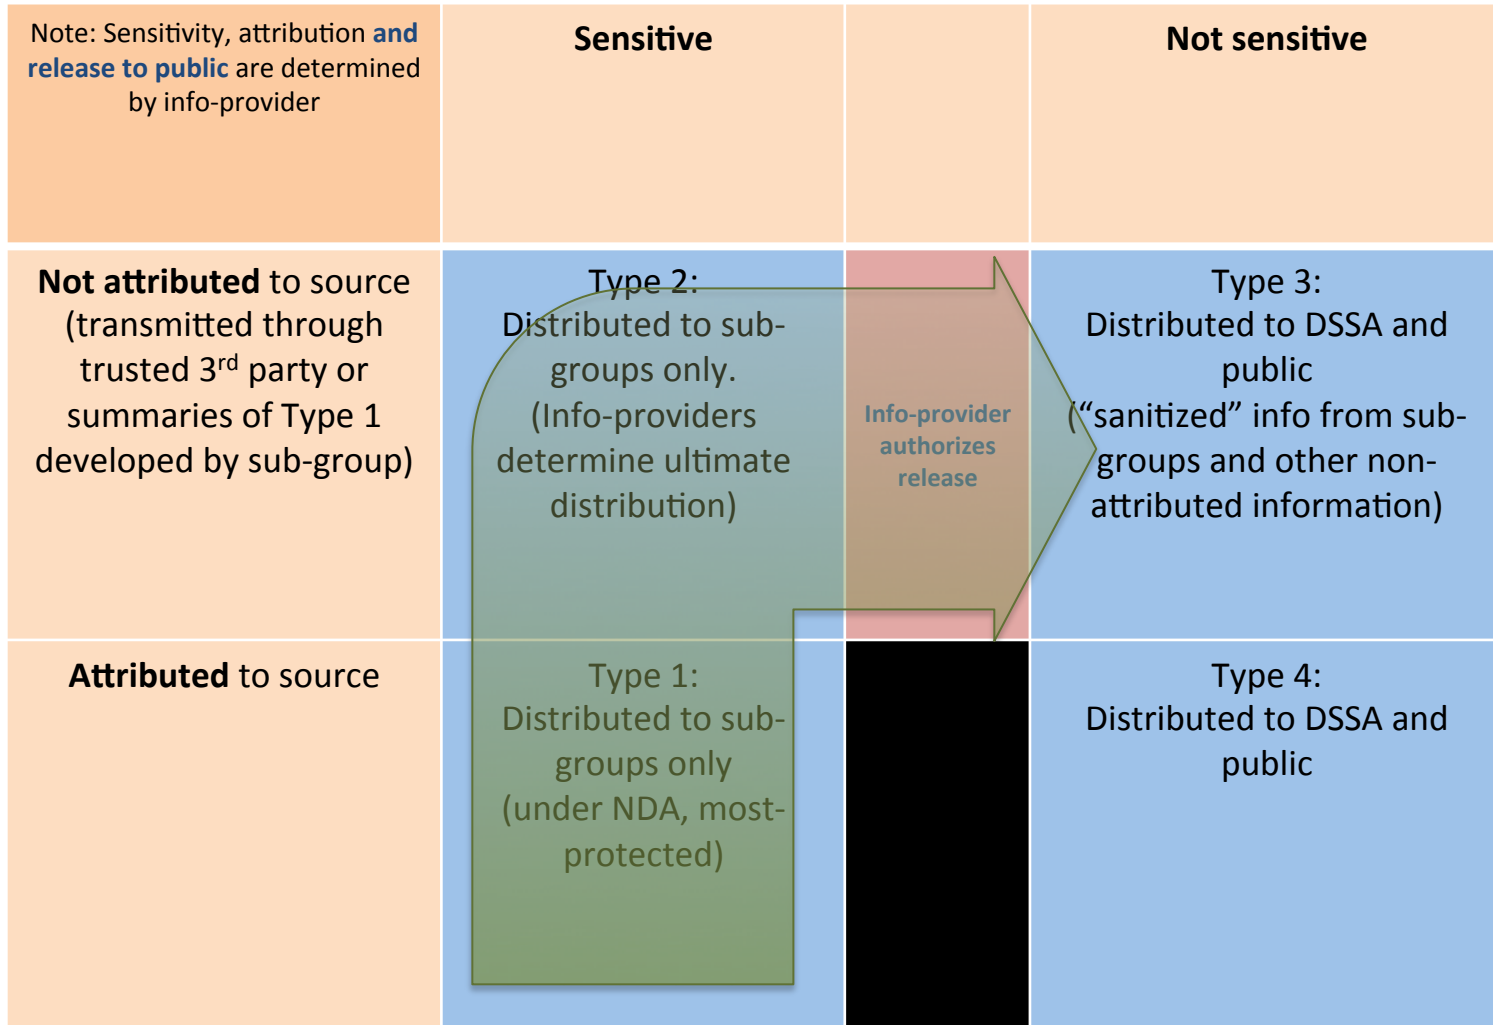 Note: Sensitivity, attribution and
release to public are determined
by info-provider
Sensitive
Not sensitive
Not attributed to source
(transmitted through
trusted 3rd party or
summaries of Type 1
developed by sub-group)
Type 2:
Distributed to sub-
groups only.
(Info-providers
determine ultimate
distribution)
Info-provider
authorizes
release
Type 3:
Distributed to DSSA and
public
(“sanitized” info from sub-
groups and other non-
attributed information)
Attributed to source
Type 1:
Distributed to sub-
groups only
(under NDA, most-
protected)
Type 4:
Distributed to DSSA and
public